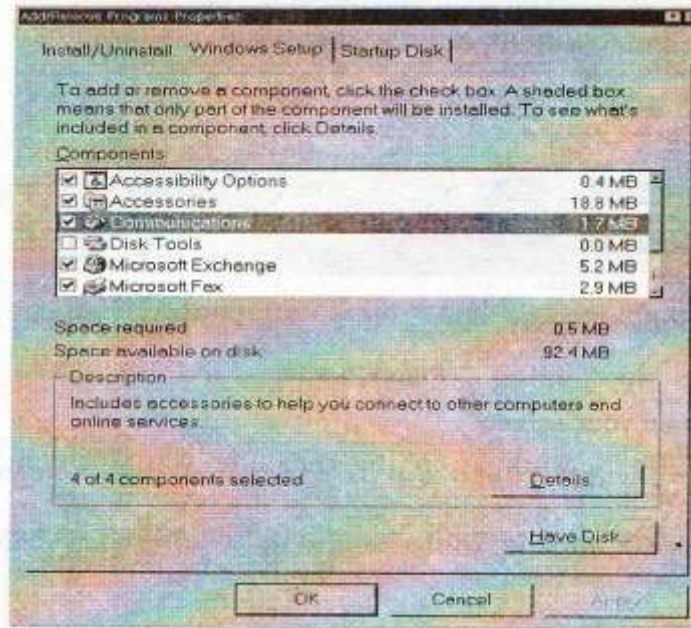 Add/Remove Programs Properties
Install/Uninstall Windows Setup Startup Disk
To add or remove a component, click the check box. A shaded box
means that only part of the component will be installed. To see what's
included in a component, click Details.
Components
Accessibility Options 0.4 MB
Accessories 18.8 MB
Communications 1.7 MB
Disk Tools 0.0 MB
Microsoft Exchange 5.2 MB
Microsoft Fax 2.9 MB
Space required 0.5 MB
Space available on disk 92.4 MB
Description
Includes accessories to help you connect to other computers and
online services.
4 of 4 components selected
Details
Have Disk...
OK Cancel Apply